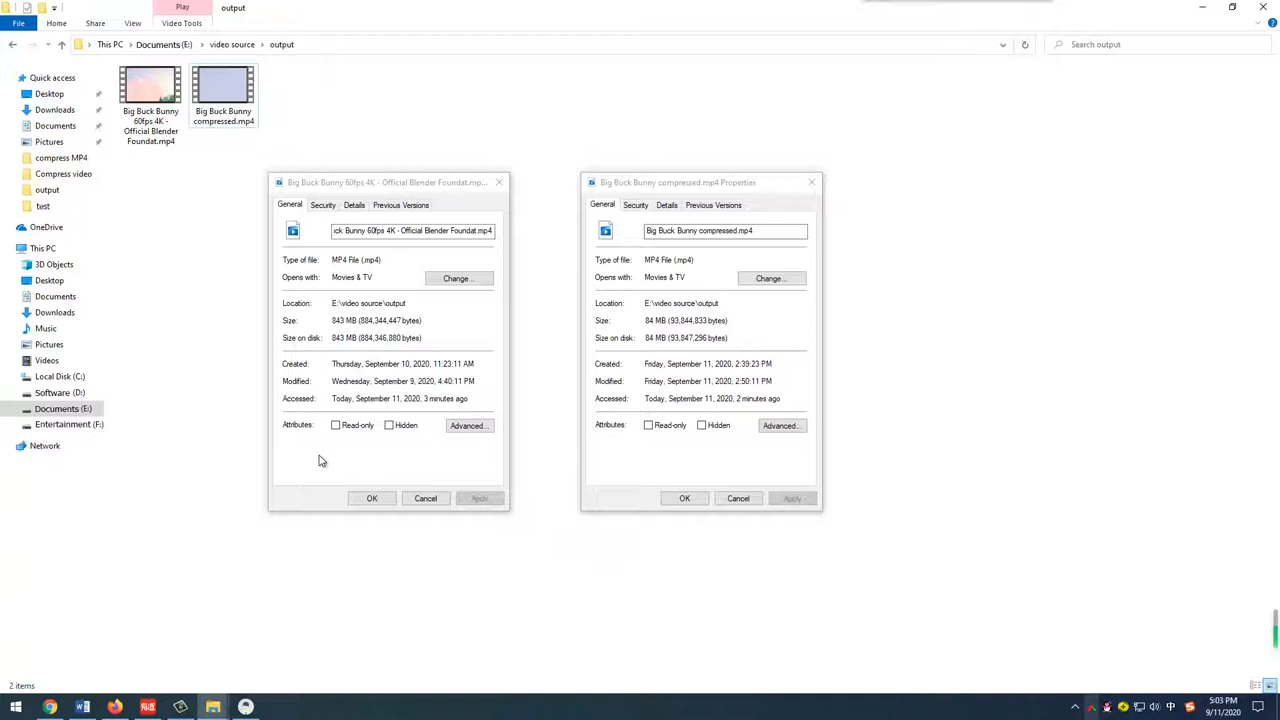 Play
output
File
Home
Share
View
Video Tools
This PC
Documents (E:)
video source
output
Search output
Quick access
Desktop
Downloads
Documents
Pictures
compress MP4
Compress video
output
test
OneDrive
This PC
3D Objects
Desktop
Documents
Downloads
Music
Pictures
Videos
Local Disk (C:)
Software (D:)
Documents (E:)
Entertainment (F:)
Network
Big Buck Bunny
60fps 4K -
Official Blender
Foundat.mp4
Big Buck Bunny
compressed.mp4
Big Buck Bunny 60fps 4K - Official Blender Foundat.mp...
General
Security
Details
Previous Versions
ick Bunny 60fps 4K - Official Blender Foundat.mp4
Type of file: MP4 File (.mp4)
Opens with: Movies & TV Change...
Location: E:\video source\output
Size: 843 MB (884,344,447 bytes)
Size on disk: 843 MB (884,346,880 bytes)
Created: Thursday, September 10, 2020, 11:23:11 AM
Modified: Wednesday, September 9, 2020, 4:40:11 PM
Accessed: Today, September 11, 2020, 3 minutes ago
Attributes: Read-only Hidden Advanced...
OK Cancel Apply
Big Buck Bunny compressed.mp4 Properties
General
Security
Details
Previous Versions
Big Buck Bunny compressed.mp4
Type of file: MP4 File (.mp4)
Opens with: Movies & TV Change...
Location: E:\video source\output
Size: 84 MB (93,844,833 bytes)
Size on disk: 84 MB (93,847,296 bytes)
Created: Friday, September 11, 2020, 2:39:23 PM
Modified: Friday, September 11, 2020, 2:50:11 PM
Accessed: Today, September 11, 2020, 2 minutes ago
Attributes: Read-only Hidden Advanced...
OK Cancel Apply
2 items
中
5:03 PM
9/11/2020